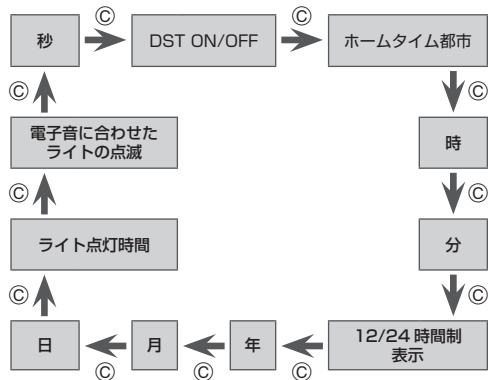 Ⓒ Ⓒ
秒 DST ON/OFF ホームタイム都市
Ⓒ Ⓒ
電子音に合わせた
ライトの点滅
時
Ⓒ Ⓒ
ライト点灯時間 分
Ⓒ Ⓒ
日 月 年 12/24 時間制
表示
Ⓒ Ⓒ Ⓒ